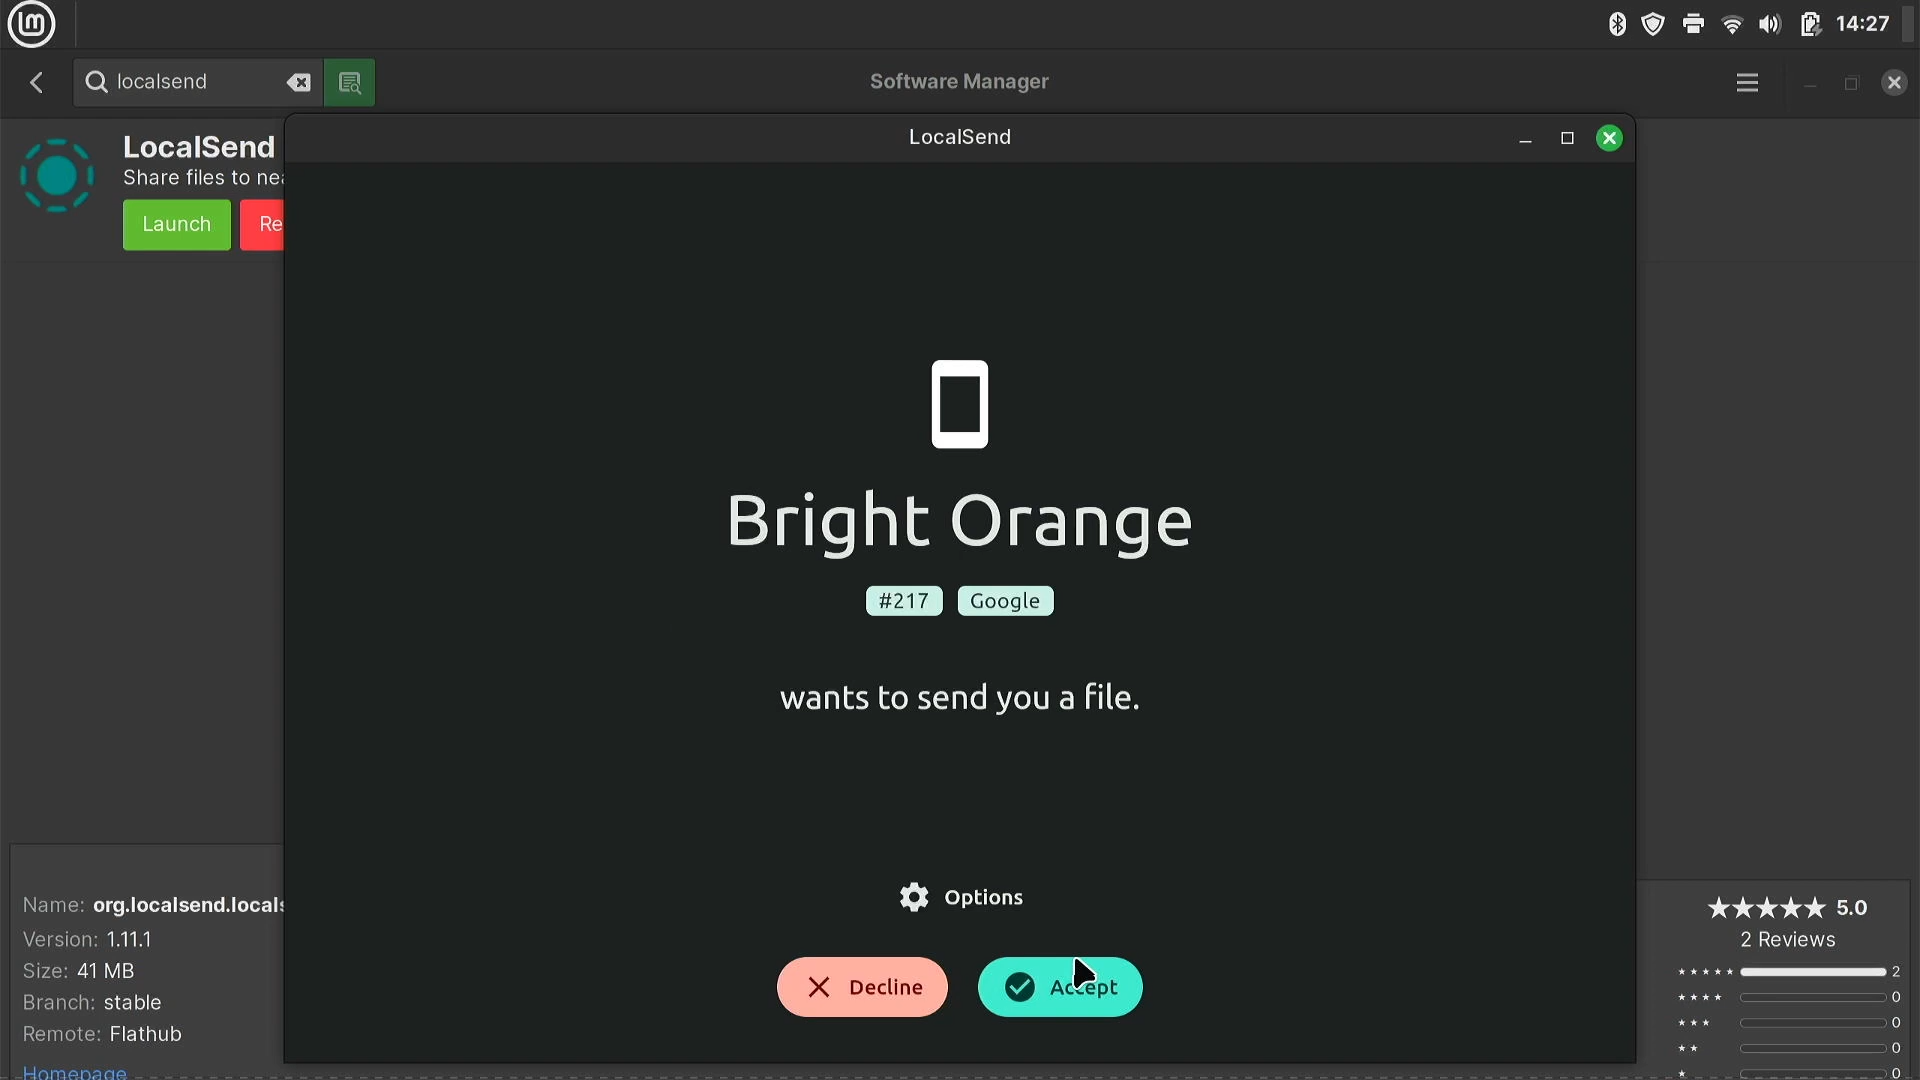 14:27
localsend
Software Manager
LocalSend
LocalSend
Share files to nea
Launch
Re
Bright Orange
#217 Google
wants to send you a file.
Options
Decline
Accept
Name: org.localsend.locals
Version: 1.11.1
Size: 41 MB
Branch: stable
Remote: Flathub
Homepage
5.0
2 Reviews
2
0
0
0
0